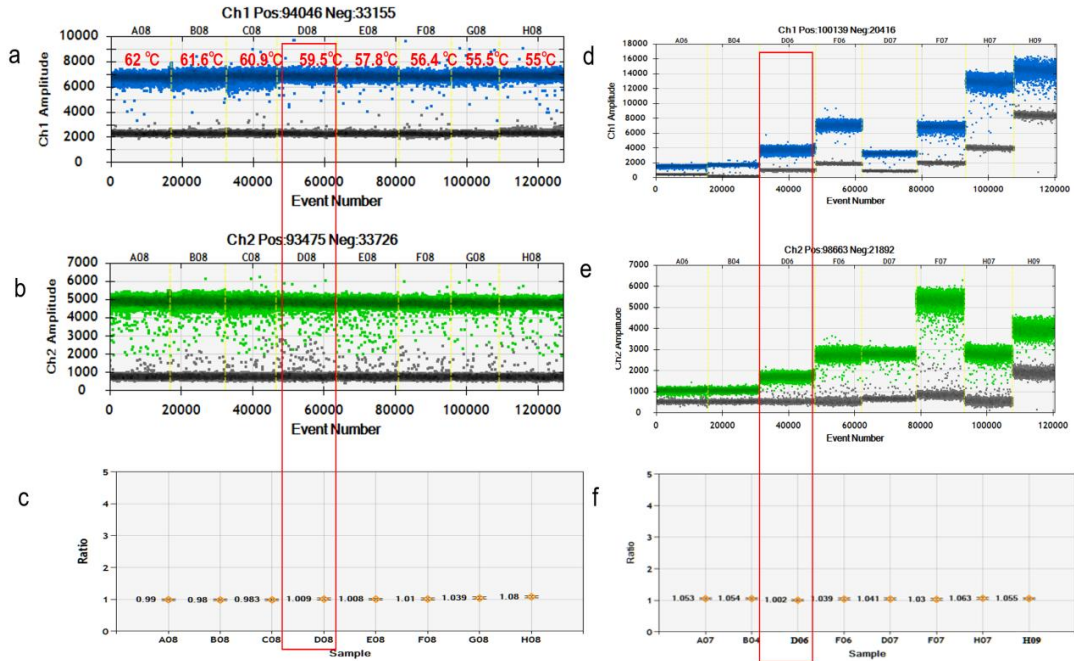 a
Ch1 Pos:94046 Neg:33155
A08 B08 C08 D08 E08 F08 G08 H08
62 °C 61.6°C 60.9°C 59.5°C 57.8°C 56.4 °C 55.5°C 55°C
Ch1 Amplitude
10000
8000
7000
6000
4000
2000
0
0 20000 40000 60000 80000 100000 120000
Event Number
b
Ch2 Pos:93475 Neg:33726
A08 B08 C08 D08 E08 F08 G08 H08
Ch2 Amplitude
7000
6000
5000
4000
3000
2000
1000
0
0 20000 40000 60000 80000 100000 120000
Event Number
c
Ratio
5
4
3
2
1
0
0.99 0.98 0.983 1.009 1.008 1.01 1.039 1.08
A08 B08 C08 D08 E08 F08 G08 H08
Sample
d
Ch1 Pos:100139 Neg:20416
A06 B04 D06 F06 D07 F07 H07 H09
Ch1 Amplitude
18000
16000
14000
12000
10000
8000
6000
4000
2000
0
0 20000 40000 60000 80000 100000 120000
Event Number
e
Ch2 Pos:98663 Neg:21892
A06 B04 D06 F06 D07 F07 H07 H09
Ch2 Amplitude
7000
6000
5000
4000
3000
2000
1000
0
0 20000 40000 60000 80000 100000 120000
Event Number
f
Ratio
5
4
3
2
1
0
1.053 1.054 1.002 1.039 1.041 1.03 1.063 1.055
A07 B04 D06 F06 D07 F07 H07 H09
Sample